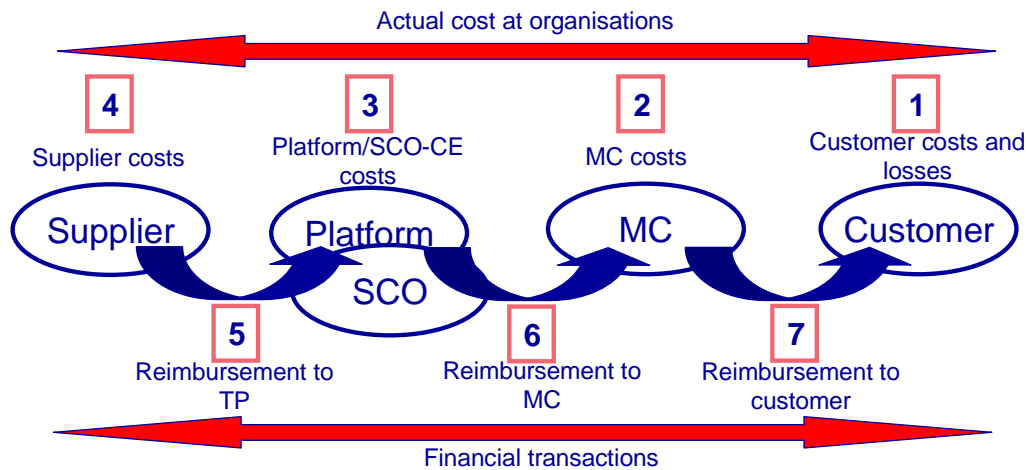 Actual cost at organisations
4
3
2
1
Supplier costs
Platform/SCO-CE
costs
MC costs
Customer costs and
losses
Supplier
Platform
SCO
MC
Customer
5
6
7
Reimbursement to
TP
Reimbursement to
MC
Reimbursement to
customer
Financial transactions